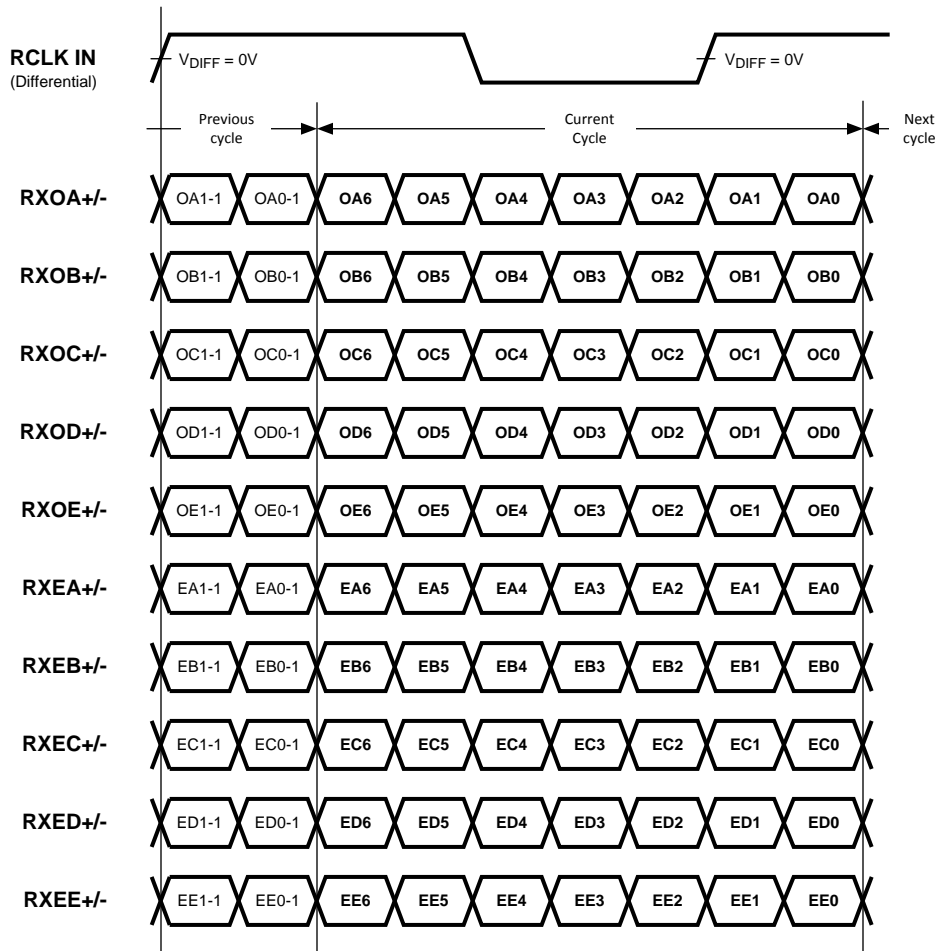 RCLK IN
(Differential)
VDIFF = 0V
VDIFF = 0V
Previous
cycle
Current
Cycle
Next
cycle
RXOA+/- OA1-1 OA0-1 OA6 OA5 OA4 OA3 OA2 OA1 OA0
RXOB+/- OB1-1 OB0-1 OB6 OB5 OB4 OB3 OB2 OB1 OB0
RXOC+/- OC1-1 OC0-1 OC6 OC5 OC4 OC3 OC2 OC1 OC0
RXOD+/- OD1-1 OD0-1 OD6 OD5 OD4 OD3 OD2 OD1 OD0
RXOE+/- OE1-1 OE0-1 OE6 OE5 OE4 OE3 OE2 OE1 OE0
RXEA+/- EA1-1 EA0-1 EA6 EA5 EA4 EA3 EA2 EA1 EA0
RXEB+/- EB1-1 EB0-1 EB6 EB5 EB4 EB3 EB2 EB1 EB0
RXEC+/- EC1-1 EC0-1 EC6 EC5 EC4 EC3 EC2 EC1 EC0
RXED+/- ED1-1 ED0-1 ED6 ED5 ED4 ED3 ED2 ED1 ED0
RXEE+/- EE1-1 EE0-1 EE6 EE5 EE4 EE3 EE2 EE1 EE0